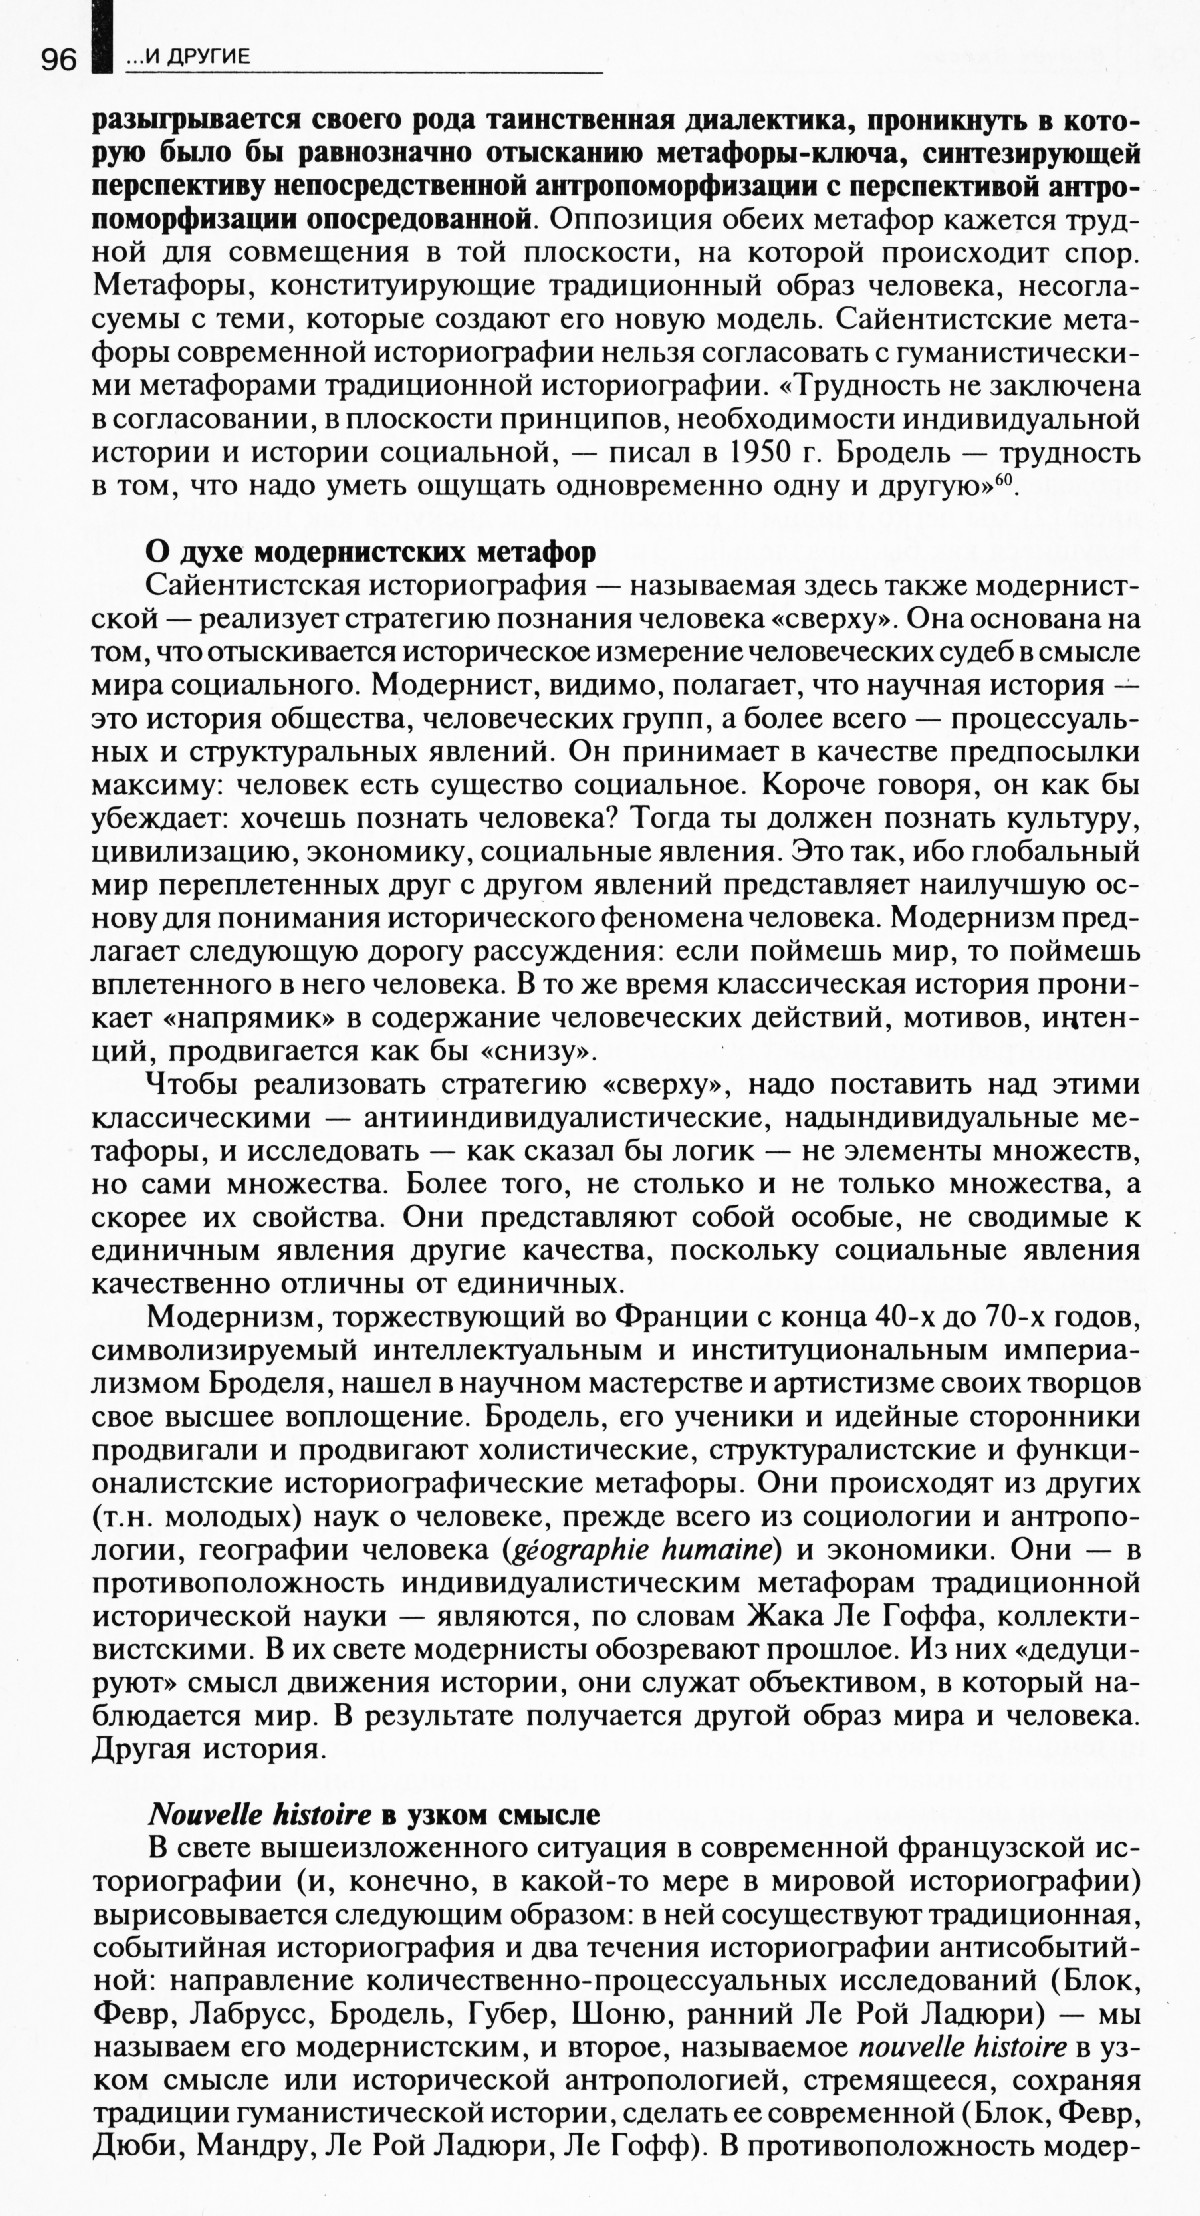 96
...И ДРУГИЕ
разыгрывается своего рода таинственная диалектика, проникнуть в кото-
рую было бы равнозначно отысканию метафоры-ключа, синтезирующей
перспективу непосредственной антропоморфизации с перспективой антро-
поморфизации опосредованной. Оппозиция обеих метафор кажется труд-
ной для совмещения в той плоскости, на которой происходит спор.
Метафоры, конституирующие традиционный образ человека, несогла-
суемы с теми, которые создают его новую модель. Сайентистские мета-
форы современной историографии нельзя согласовать с гуманистически-
ми метафорами традиционной историографии. «Трудность не заключена
в согласовании, в плоскости принципов, необходимости индивидуальной
истории и истории социальной, — писал в 1950 г. Бродель — трудность
в том, что надо уметь ощущать одновременно одну и другую»60.
О духе модернистских метафор
Сайентистская историография — называемая здесь также модернист-
ской — реализует стратегию познания человека «сверху». Она основана на
том, что отыскивается историческое измерение человеческих судеб в смысле
мира социального. Модернист, видимо, полагает, что научная история —
это история общества, человеческих групп, а более всего — процессуаль-
ных и структуральных явлений. Он принимает в качестве предпосылки
максиму: человек есть существо социальное. Короче говоря, он как бы
убеждает: хочешь познать человека? Тогда ты должен познать культуру,
цивилизацию, экономику, социальные явления. Это так, ибо глобальный
мир переплетенных друг с другом явлений представляет наилучшую ос-
нову для понимания исторического феномена человека. Модернизм пред-
лагает следующую дорогу рассуждения: если поймешь мир, то поймешь
вплетенного в него человека. В то же время классическая история прони-
кает «напрямик» в содержание человеческих действий, мотивов, интен-
ций, продвигается как бы «снизу».
Чтобы реализовать стратегию «сверху», надо поставить над этими
классическими — антииндивидуалистические, надындивидуальные ме-
тафоры, и исследовать — как сказал бы логик — не элементы множеств,
но сами множества. Более того, не столько и не только множества, а
скорее их свойства. Они представляют собой особые, не сводимые к
единичным явления другие качества, поскольку социальные явления
качественно отличны от единичных.
Модернизм, торжествующий во Франции с конца 40-х до 70-х годов,
символизируемый интеллектуальным и институциональным империа-
лизмом Броделя, нашел в научном мастерстве и артистизме своих творцов
свое высшее воплощение. Бродель, его ученики и идейные сторонники
продвигали и продвигают холистические, структуралистские и функци-
оналистские историографические метафоры. Они происходят из других
(т.н. молодых) наук о человеке, прежде всего из социологии и антропо-
логии, географии человека (géographie humaine) и экономики. Они — в
противоположность индивидуалистическим метафорам традиционной
исторической науки — являются, по словам Жака Ле Гоффа, коллекти-
вистскими. В их свете модернисты обозревают прошлое. Из них «дедуци-
руют» смысл движения истории, они служат объективом, в который на-
блюдается мир. В результате получается другой образ мира и человека.
Другая история.
Nouvelle histoire в узком смысле
В свете вышеизложенного ситуация в современной французской ис-
ториографии (и, конечно, в какой-то мере в мировой историографии)
вырисовывается следующим образом: в ней сосуществуют традиционная,
событийная историография и два течения историографии антисобытий-
ной: направление количественно-процессуальных исследований (Блок,
Февр, Лабрусс, Бродель, Губер, Шоню, ранний Ле Рой Ладюри) — мы
называем его модернистским, и второе, называемое nouvelle histoire в уз-
ком смысле или исторической антропологией, стремящееся, сохраняя
традиции гуманистической истории, сделать ее современной (Блок, Февр,
Дюби, Мандру, Ле Рой Ладюри, Ле Гофф). В противоположность модер-